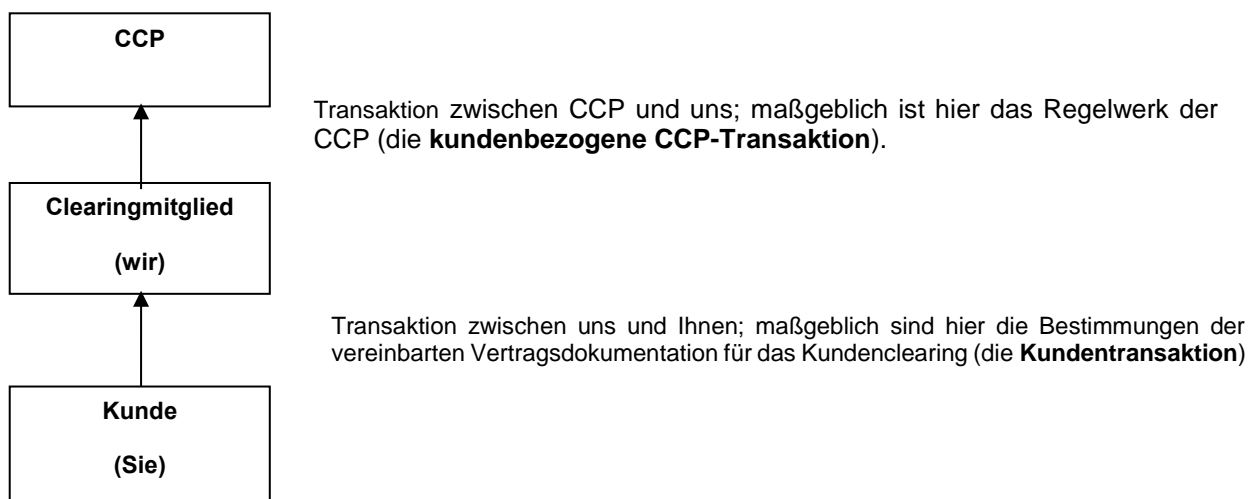 CCP
Transaktion zwischen CCP und uns; maßgeblich ist hier das Regelwerk der
CCP (die kundenbezogene CCP-Transaktion).
Clearingmitglied
(wir)
Transaktion zwischen uns und Ihnen; maßgeblich sind hier die Bestimmungen der
vereinbarten Vertragsdokumentation für das Kundenclearing (die Kundentransaktion)
Kunde
(Sie)